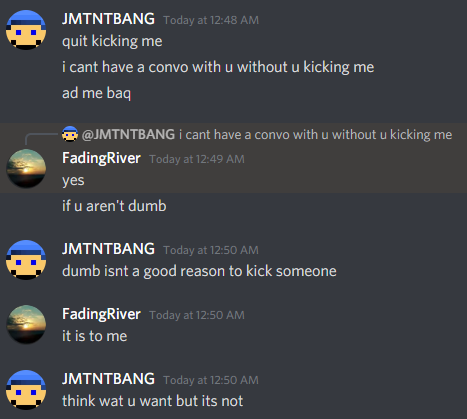 JMTNTBANG Today at 12:48 AM
quit kicking me
i cant have a convo with u without u kicking me
ad me baq
@JMTNTBANG i cant have a convo with u without u kicking me
FadingRiver Today at 12:49 AM
yes
if u aren't dumb
JMTNTBANG Today at 12:50 AM
dumb isnt a good reason to kick someone
FadingRiver Today at 12:50 AM
it is to me
JMTNTBANG Today at 12:50 AM
think wat u want but its not